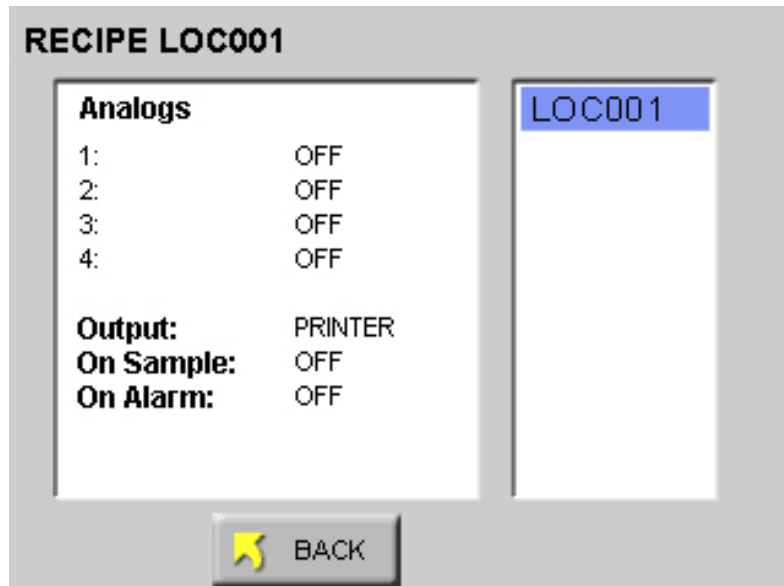 RECIPE LOC001
Analogs
1: OFF
2: OFF
3: OFF
4: OFF
Output: PRINTER
On Sample: OFF
On Alarm: OFF
LOC001
BACK